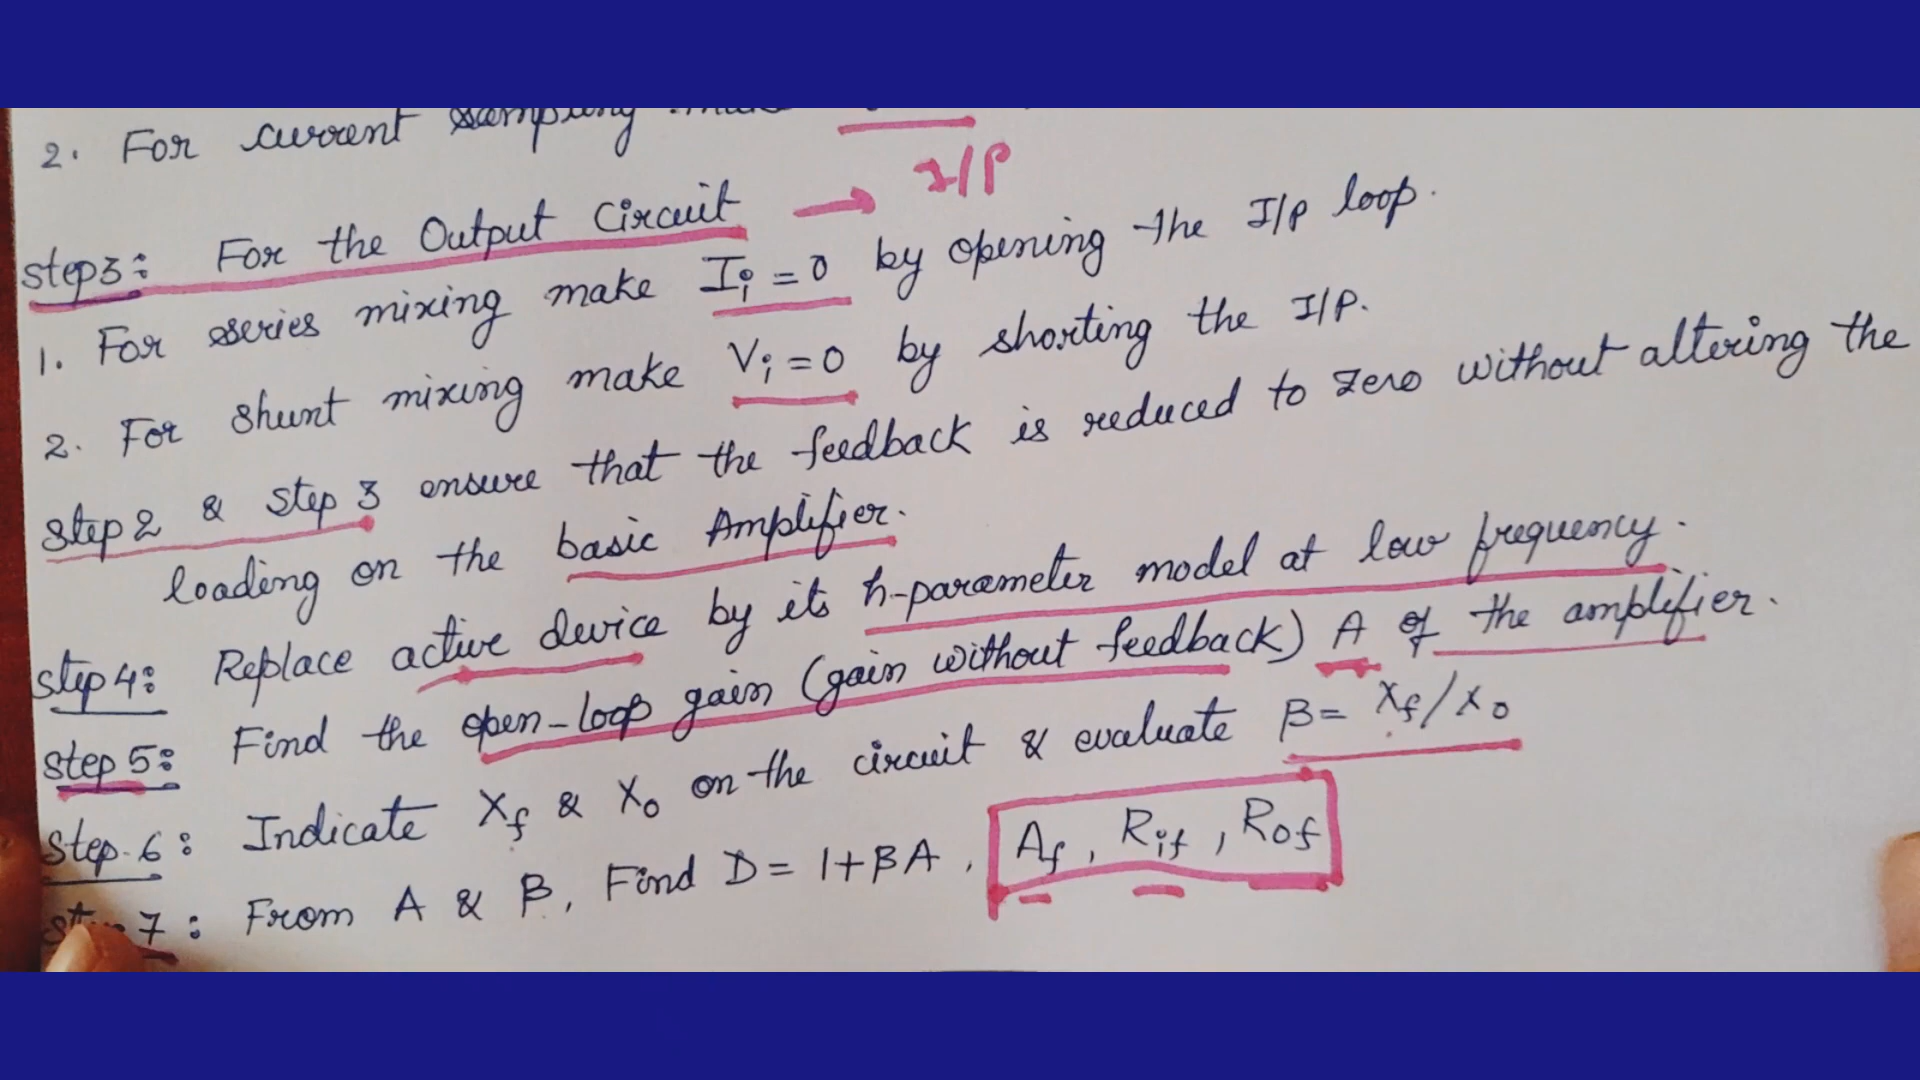 2. For current sampling
step3: For the Output Circuit → I/P
1. For series mixing make Ii = 0 by opening the I/p loop.
2. For shunt mixing make Vi = 0 by shorting the I/P.
Step 2 & Step 3 ensure that the feedback is reduced to zero without altering the
loading on the basic Amplifier.
step 4: Replace active device by its h-parameter model at low frequency.
step 5: Find the open-loop gain (gain without feedback) A of the amplifier.
step.6: Indicate Xf & Xo on the circuit & evaluate β = Xf/Xo
step 7: From A & β, Find D = 1+βA, Af, Rif, Rof